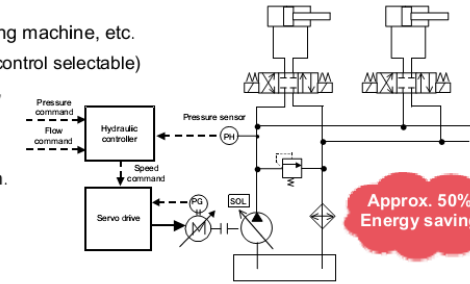 ng machine, etc.
control selectable)
Pressure
command
Flow
command
Hydraulic
controller
Pressure sensor
PH
Speed
command
n.
Servo drive
PG
M
SOL
Approx. 50%
Energy saving